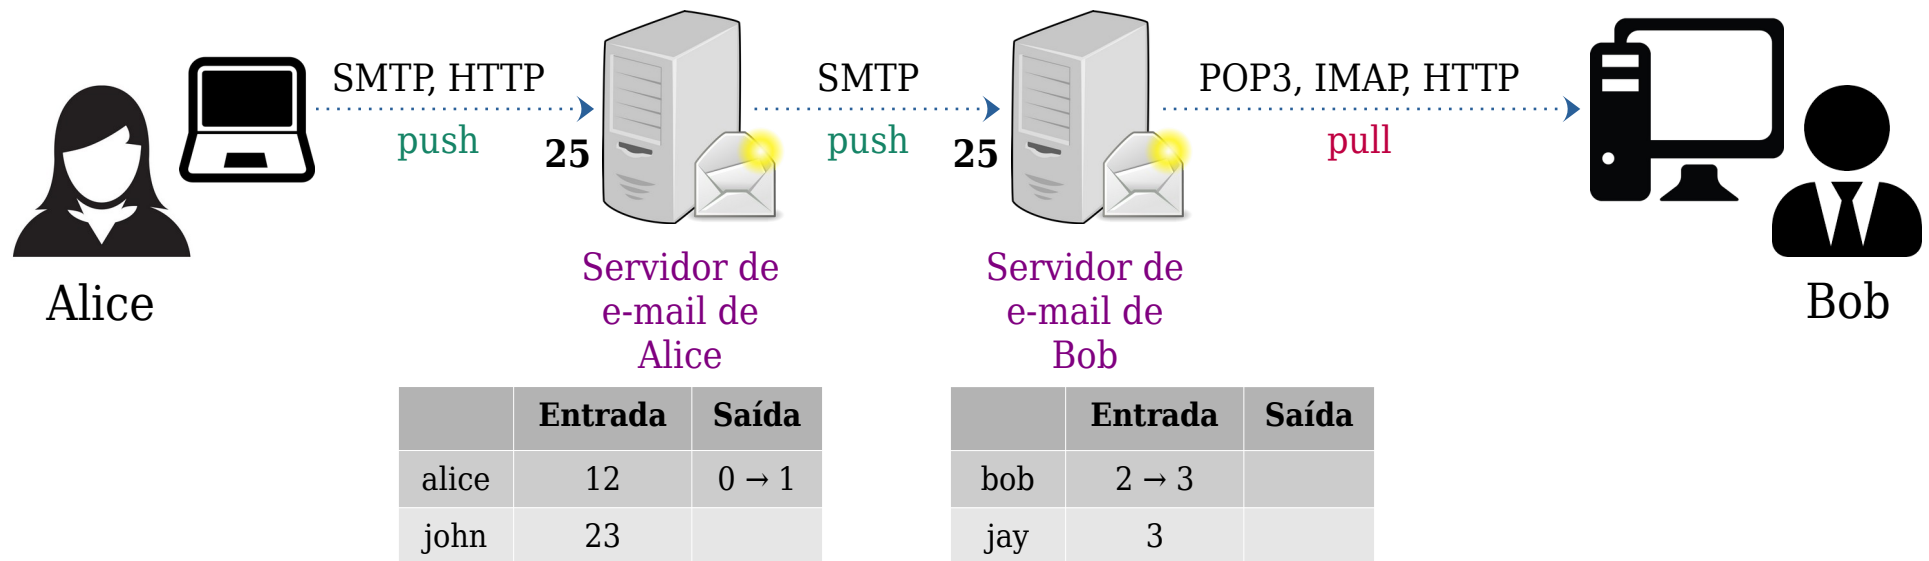 SMTP, HTTP
push
25
SMTP
push
25
POP3, IMAP, HTTP
pull
Alice
Servidor de
e-mail de
Alice
Servidor de
e-mail de
Bob
Bob
Entrada Saída
alice 12 0 → 1
john 23
Entrada Saída
bob 2 → 3
jay 3